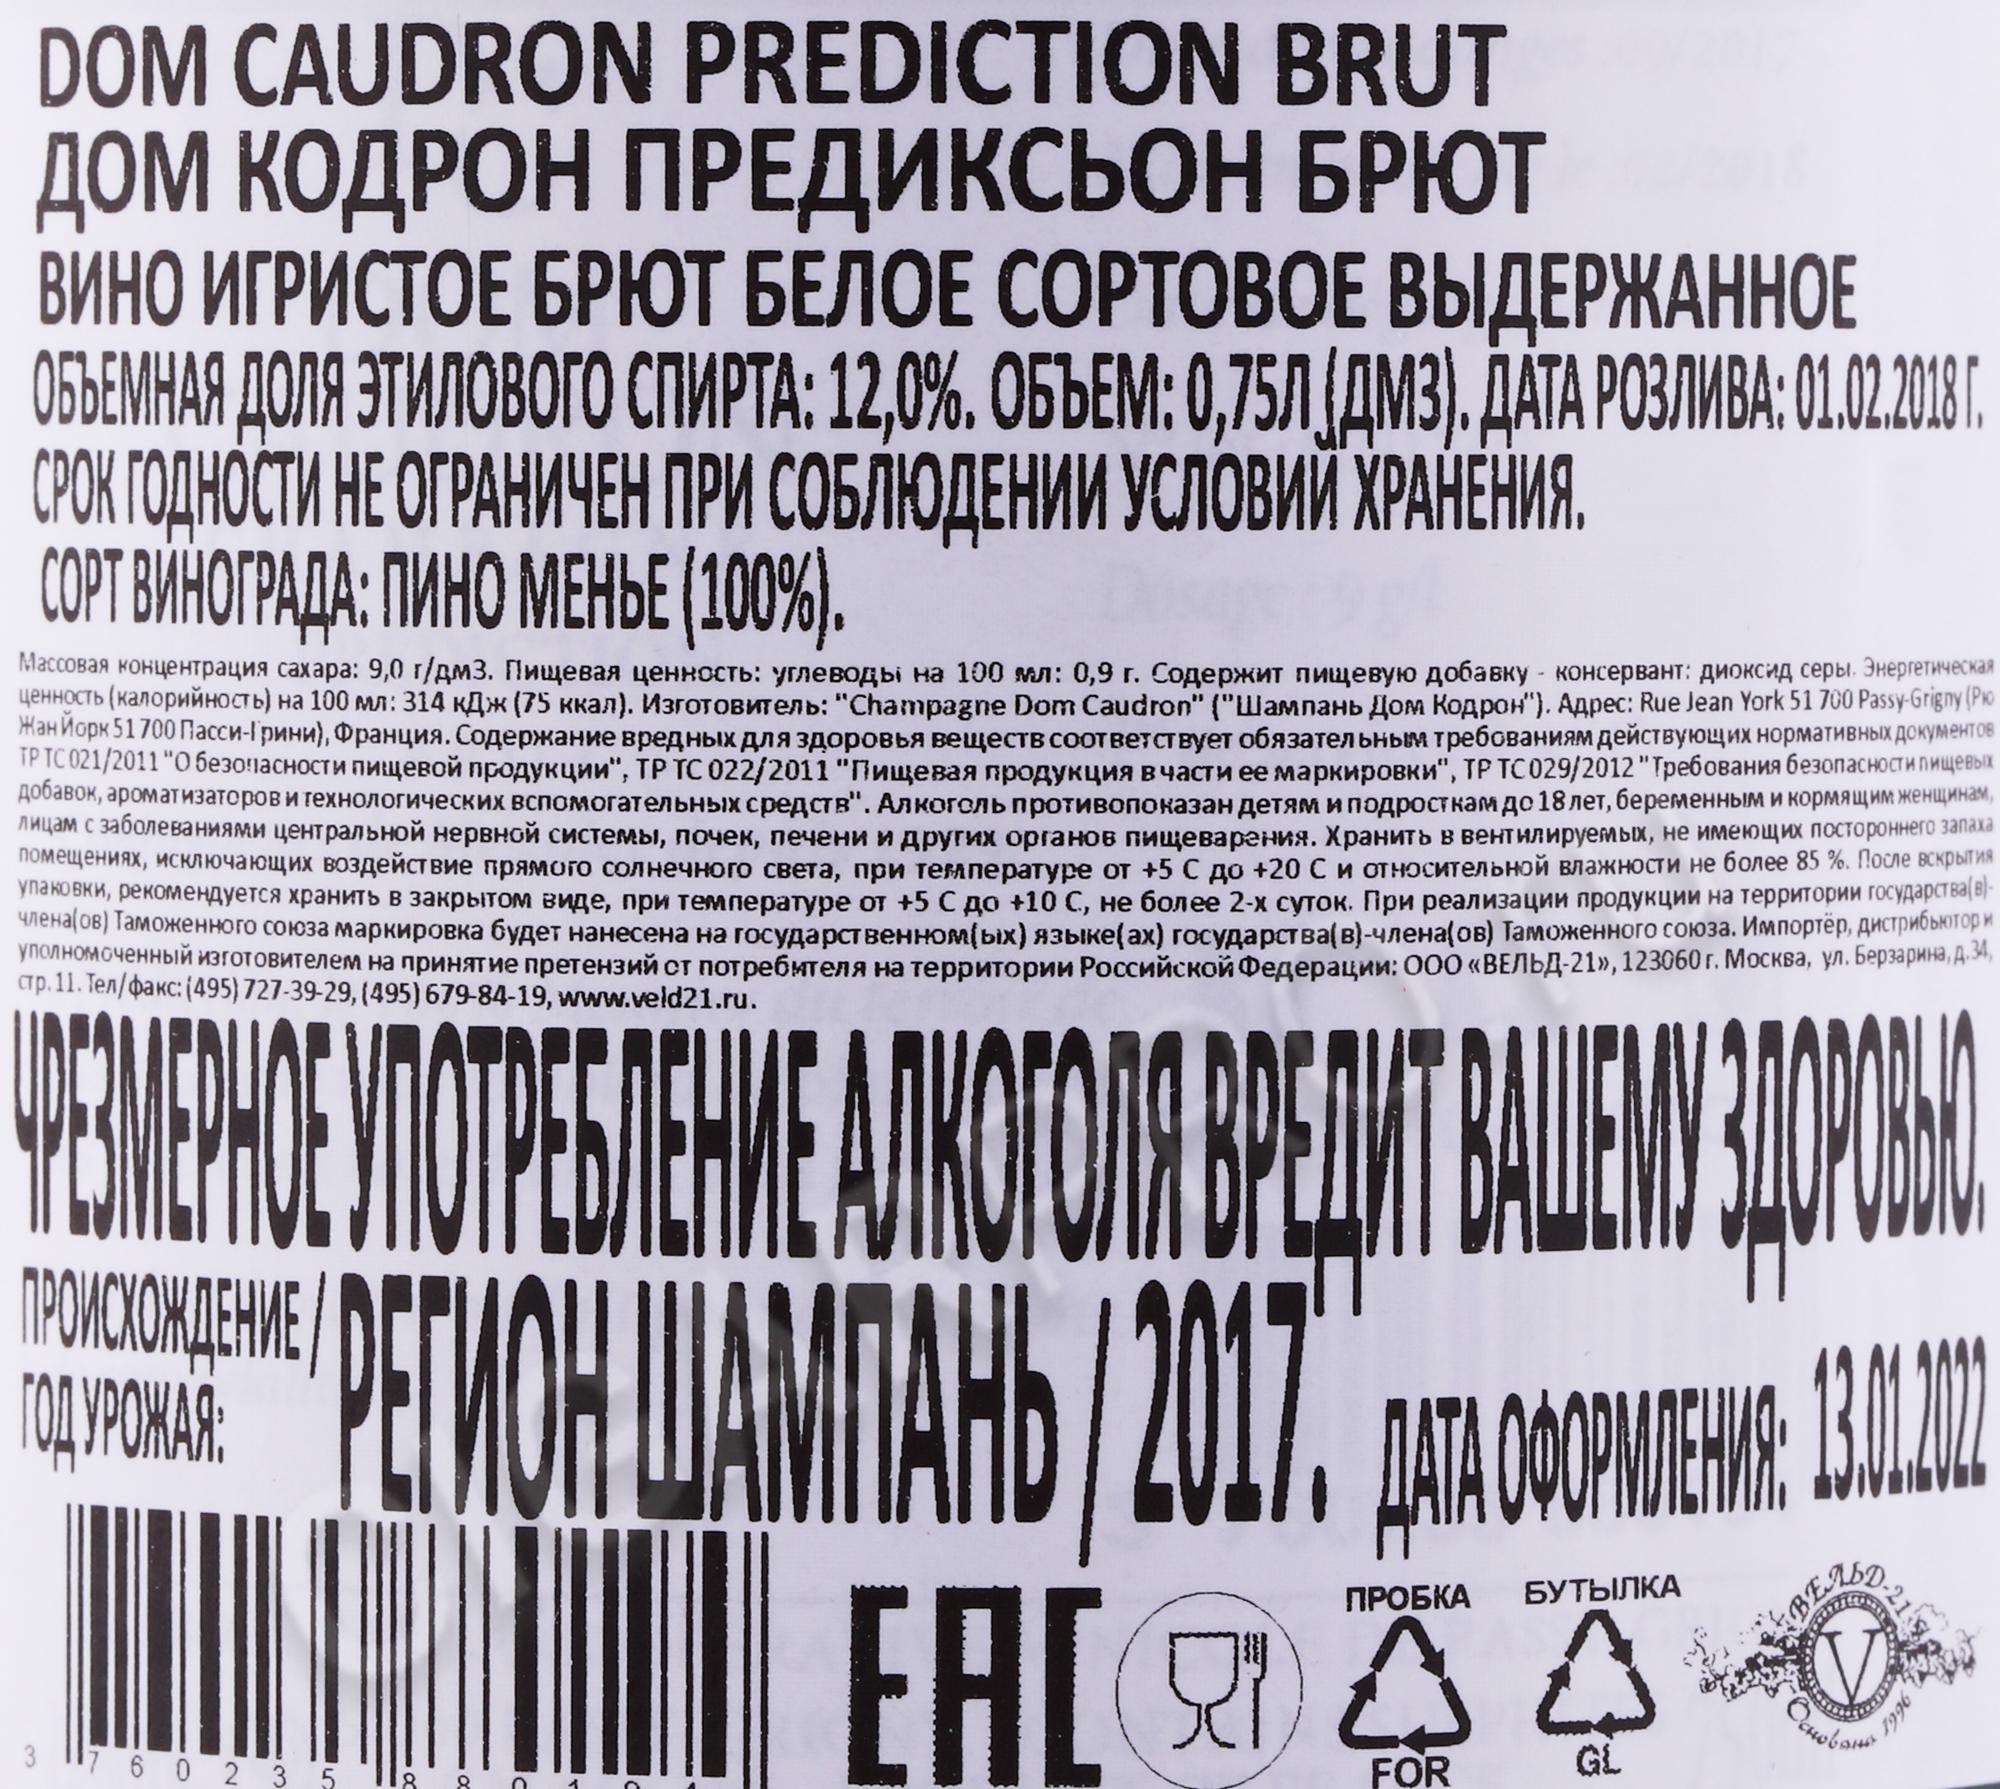 DOM CAUDRON PREDICTION BRUT
ДОМ КОДРОН ПРЕДИКСЬОН БРЮТ
ВИНО ИГРИСТОЕ БРЮТ БЕЛОЕ СОРТОВОЕ ВЫДЕРЖАННОЕ
ОБЪЕМНАЯ ДОЛЯ ЭТИЛОВОГО СПИРТА: 12,0%. ОБЪЕМ: 0,75Л (ДМ3). ДАТА РОЗЛИВА: 01.02.2018 Г.
СРОК ГОДНОСТИ НЕ ОГРАНИЧЕН ПРИ СОБЛЮДЕНИИ УСЛОВИЙ ХРАНЕНИЯ.
СОРТ ВИНОГРАДА: ПИНО МЕНЬЕ (100%).
Массовая концентрация сахара: 9,0 г/дм3. Пищевая ценность: углеводы на 100 мл: 0,9 г. Содержит пищевую добавку - консервант: диоксид серы. Энергетическая
ценность (калорийность) на 100 мл: 314 кДж (75 ккал). Изготовитель: "Champagne Dom Caudron" ("Шампань Дом Кодрон"). Адрес: Rue Jean York 51 700 Passy-Grigny (Рю
Жан Йорк 51 700 Пасси-Грини), Франция. Содержание вредных для здоровья веществ соответствует обязательным требованиям действующих нормативных документов
ТР ТС 021/2011 "О безопасности пищевой продукции", ТР ТС 022/2011 "Пищевая продукция в части ее маркировки", ТР ТС 029/2012 "Требования безопасности пищевых
добавок, ароматизаторов и технологических вспомогательных средств". Алкоголь противопоказан детям и подросткам до 18 лет, беременным и кормящим женщинам,
лицам с заболеваниями центральной нервной системы, почек, печени и других органов пищеварения. Хранить в вентилируемых, не имеющих постороннего запаха
помещениях, исключающих воздействие прямого солнечного света, при температуре от +5 С до +20 С и относительной влажности не более 85 %. После вскрытия
упаковки, рекомендуется хранить в закрытом виде, при температуре от +5 С до +10 С, не более 2-х суток. При реализации продукции на территории государства(в)-
члена(ов) Таможенного союза маркировка будет нанесена на государственном(ых) языке(ах) государства(в)-члена(ов) Таможенного союза. Импортёр, дистрибьютор и
уполномоченный изготовителем на принятие претензий от потребителя на территории Российской Федерации: ООО «ВЕЛЬД-21», 123060 г. Москва, ул. Берзарина, д.34,
стр. 11. Тел/факс: (495) 727-39-29, (495) 679-84-19, www.veld21.ru.
ЧРЕЗМЕРНОЕ УПОТРЕБЛЕНИЕ АЛКОГОЛЯ ВРЕДИТ ВАШЕМУ ЗДОРОВЬЮ.
ПРОИСХОЖДЕНИЕ / РЕГИОН ШАМПАНЬ / 2017.
ГОД УРОЖАЯ:
ДАТА ОФОРМЛЕНИЯ: 13.01.2022
ЕАС
ПРОБКА
FOR
БУТЫЛКА
GL
ВЕЛЬД-21
V
Основана 1996
3 760235